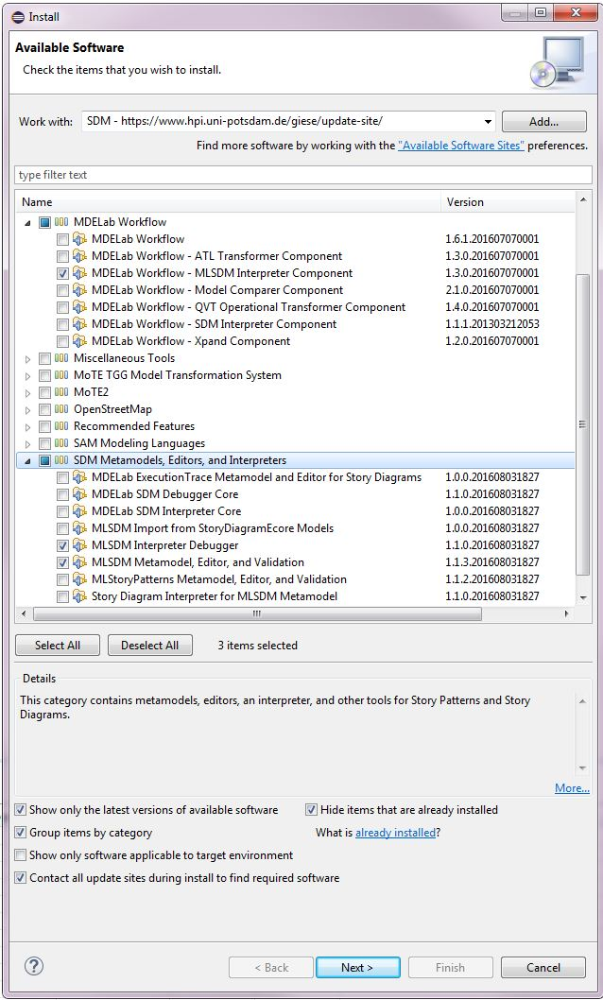 Install
Available Software
Check the items that you wish to install.
Work with: SDM - https://www.hpi.uni-potsdam.de/giese/update-site/ Add...
Find more software by working with the "Available Software Sites" preferences.
type filter text
Name Version
MDELab Workflow
MDELab Workflow 1.6.1.201607070001
MDELab Workflow - ATL Transformer Component 1.3.0.201607070001
MDELab Workflow - MLSDM Interpreter Component 1.3.0.201607070001
MDELab Workflow - Model Comparer Component 2.1.0.201607070001
MDELab Workflow - QVT Operational Transformer Component 1.4.0.201607070001
MDELab Workflow - SDM Interpreter Component 1.1.1.201303212053
MDELab Workflow - Xpand Component 1.2.0.201607070001
Miscellaneous Tools
MoTE TGG Model Transformation System
MoTE2
OpenStreetMap
Recommended Features
SAM Modeling Languages
SDM Metamodels, Editors, and Interpreters
MDELab ExecutionTrace Metamodel and Editor for Story Diagrams 1.0.0.201608031827
MDELab SDM Debugger Core 1.1.0.201608031827
MDELab SDM Interpreter Core 1.0.0.201608031827
MLSDM Import from StoryDiagramEcore Models 1.0.0.201608031827
MLSDM Interpreter Debugger 1.1.0.201608031827
MLSDM Metamodel, Editor, and Validation 1.1.3.201608031827
MLStoryPatterns Metamodel, Editor, and Validation 1.1.2.201608031827
Story Diagram Interpreter for MLSDM Metamodel 1.1.0.201608031827
Select All Deselect All 3 items selected
Details
This category contains metamodels, editors, an interpreter, and other tools for Story Patterns and Story
Diagrams.
More...
Show only the latest versions of available software Hide items that are already installed
Group items by category What is already installed?
Show only software applicable to target environment
Contact all update sites during install to find required software
? < Back Next > Finish Cancel